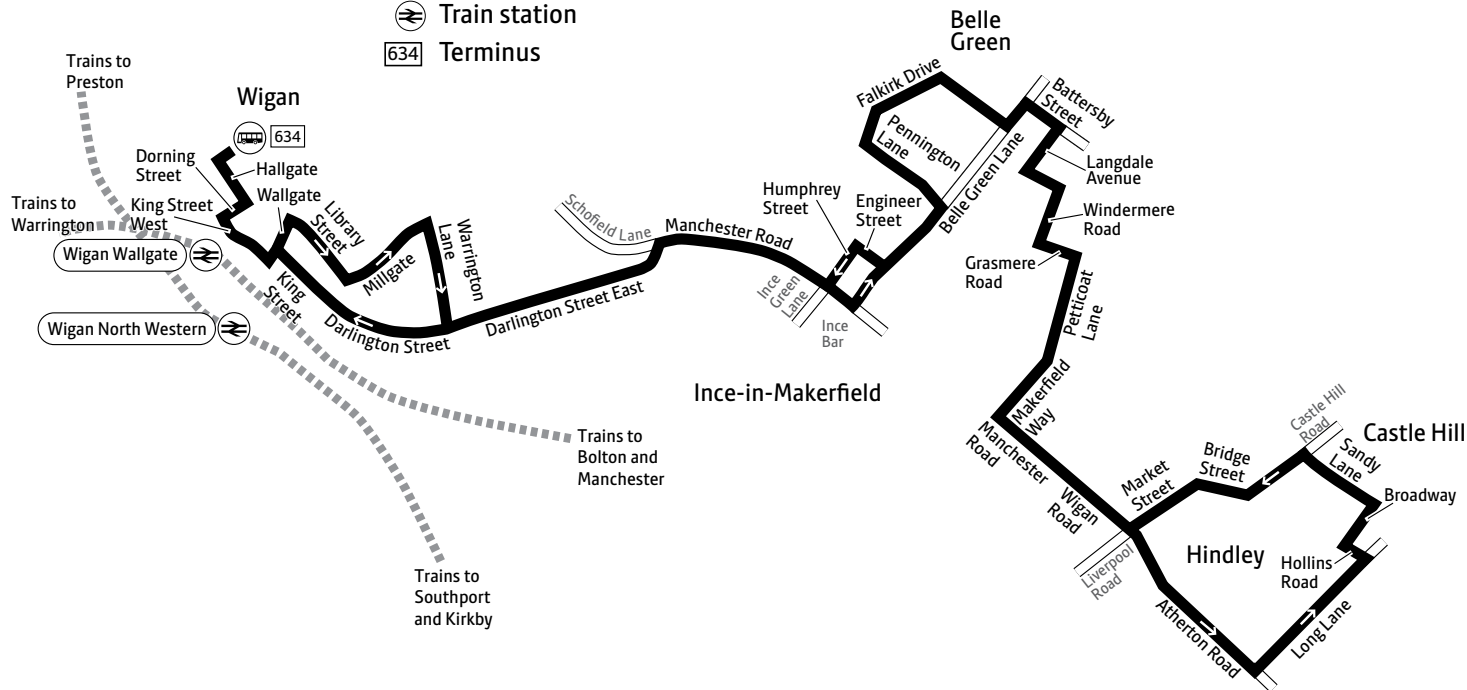 Train station
634 Terminus
Belle
Green
Trains to
Preston
Wigan
634
Falkirk Drive
Battersby
Street
Pennington
Lane
Dorning
Street
Hallgate
Langdale
Avenue
Wallgate
Humphrey
Street
Engineer
Street
Belle Green Lane
Trains to
Warrington
King Street
West
Library
Street
Schofield Lane
Manchester Road
Windermere
Road
Wigan Wallgate
Millgate
Warrington
Lane
Grasmere
Road
King
Street
Ince
Green
Lane
Petticoat
Lane
Wigan North Western
Darlington Street
Darlington Street East
Ince
Bar
Ince-in-Makerfield
Makerfield
Way
Manchester
Road
Castle Hill
Road
Castle Hill
Trains to
Bolton and
Manchester
Market
Street
Bridge
Street
Sandy
Lane
Wigan
Road
Broadway
Hindley
Liverpool
Road
Hollins
Road
Trains to
Southport
and Kirkby
Atherton Road
Long Lane